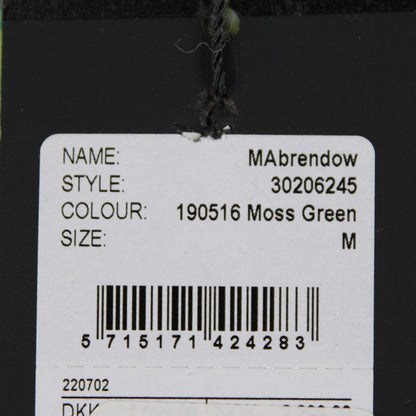 NAME: MAbrendow
STYLE: 30206245
COLOUR: 190516 Moss Green
SIZE: M
5 715171 424283
220702
DKK